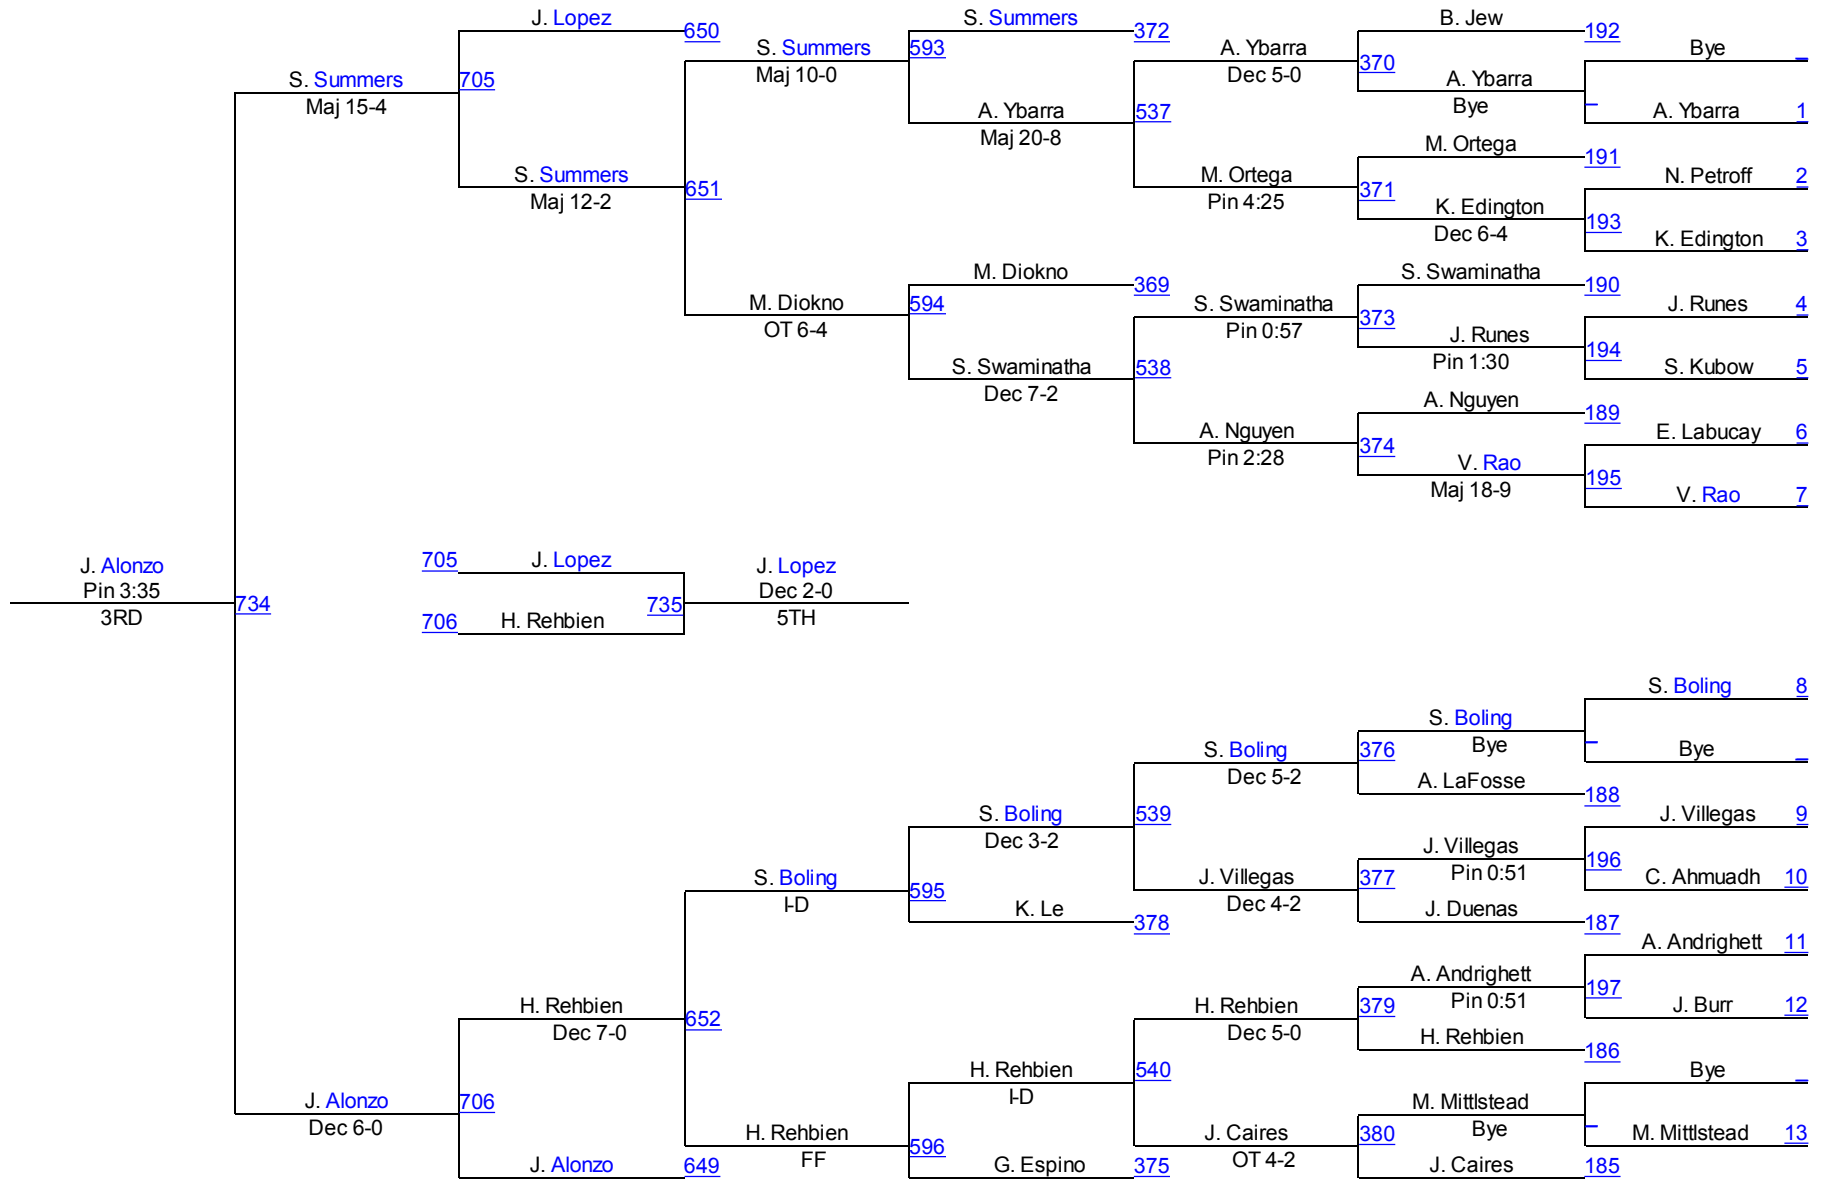 J. Lopez
650
S. Summers
372
B. Jew
192
S. Summers
Maj 10-0
593
A. Ybarra
Dec 5-0
370
Bye
_
S. Summers
Maj 15-4
705
A. Ybarra
Bye
_
A. Ybarra
Maj 20-8
537
A. Ybarra
1
M. Ortega
191
S. Summers
Maj 12-2
651
M. Ortega
Pin 4:25
371
N. Petroff
2
K. Edington
Dec 6-4
193
K. Edington
3
M. Diokno
369
S. Swaminatha
190
M. Diokno
OT 6-4
594
S. Swaminatha
Pin 0:57
373
J. Runes
4
J. Runes
Pin 1:30
194
S. Swaminatha
Dec 7-2
538
S. Kubow
5
A. Nguyen
189
A. Nguyen
Pin 2:28
374
E. Labucay
6
V. Rao
Maj 18-9
195
V. Rao
7
J. Alonzo
Pin 3:35
3RD
734
705
J. Lopez
706
H. Rehbien
735
J. Lopez
Dec 2-0
5TH
S. Boling
8
S. Boling
Bye
_
S. Boling
Dec 5-2
376
Bye
_
A. LaFosse
188
S. Boling
Dec 3-2
539
J. Villegas
9
J. Villegas
Pin 0:51
196
S. Boling
I-D
595
J. Villegas
Dec 4-2
377
C. Ahmuadh
10
K. Le
378
J. Duenas
187
A. Andrighett
11
A. Andrighett
Pin 0:51
197
H. Rehbien
Dec 7-0
652
H. Rehbien
Dec 5-0
379
J. Burr
12
H. Rehbien
186
H. Rehbien
I-D
540
Bye
_
J. Alonzo
Dec 6-0
706
M. Mittlstead
Bye
_
H. Rehbien
FF
596
J. Caires
OT 4-2
380
M. Mittlstead
13
J. Alonzo
649
G. Espino
375
J. Caires
185